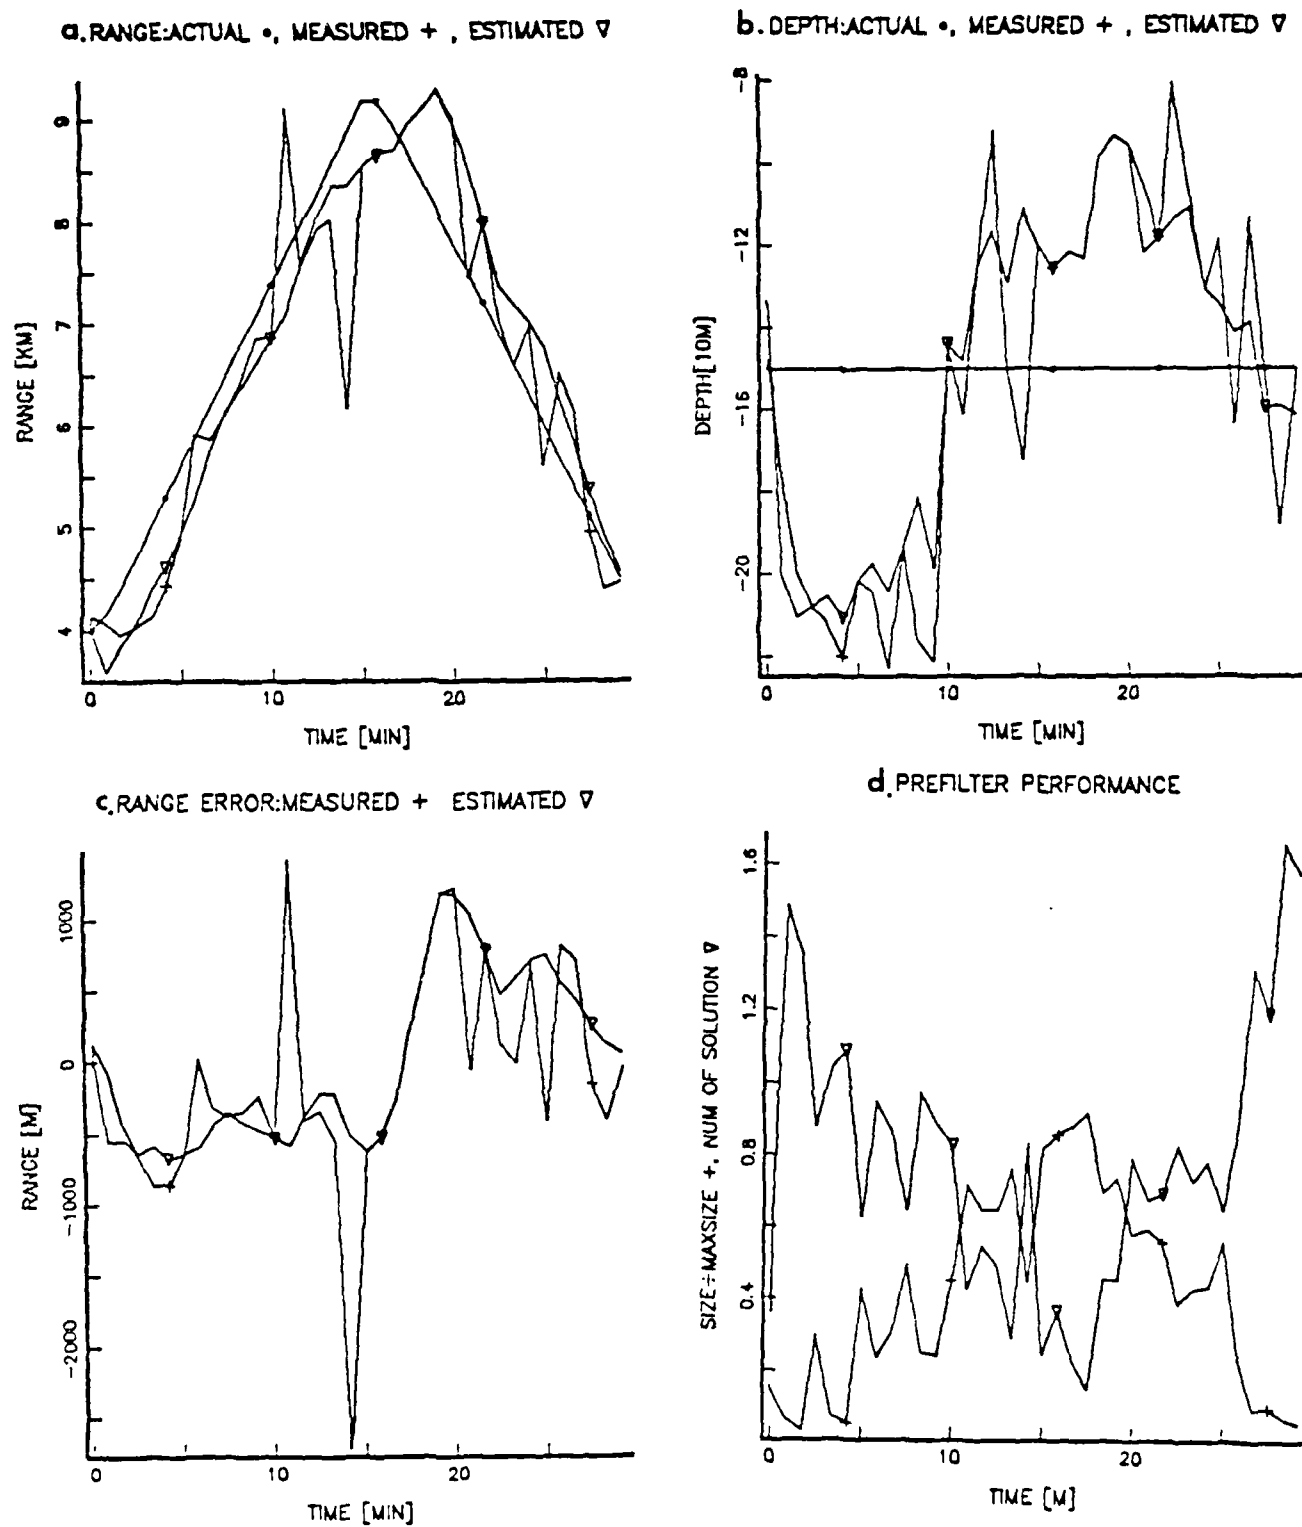 a.RANGE:ACTUAL •, MEASURED + , ESTIMATED ∇
9
8
7
6
5
4
RANGE [KM]
0 10 20
TIME [MIN]
b.DEPTH:ACTUAL •, MEASURED + , ESTIMATED ∇
-8
-12
-16
-20
DEPTH[10M]
0 10 20
TIME [MIN]
c.RANGE ERROR:MEASURED + ESTIMATED ∇
1000
0
-1000
-2000
RANGE [M]
0 10 20
TIME [MIN]
d.PREFILTER PERFORMANCE
1.6
1.2
0.8
0.4
SIZE÷MAXSIZE +, NUM OF SOLUTION ∇
0 10 20
TIME [M]